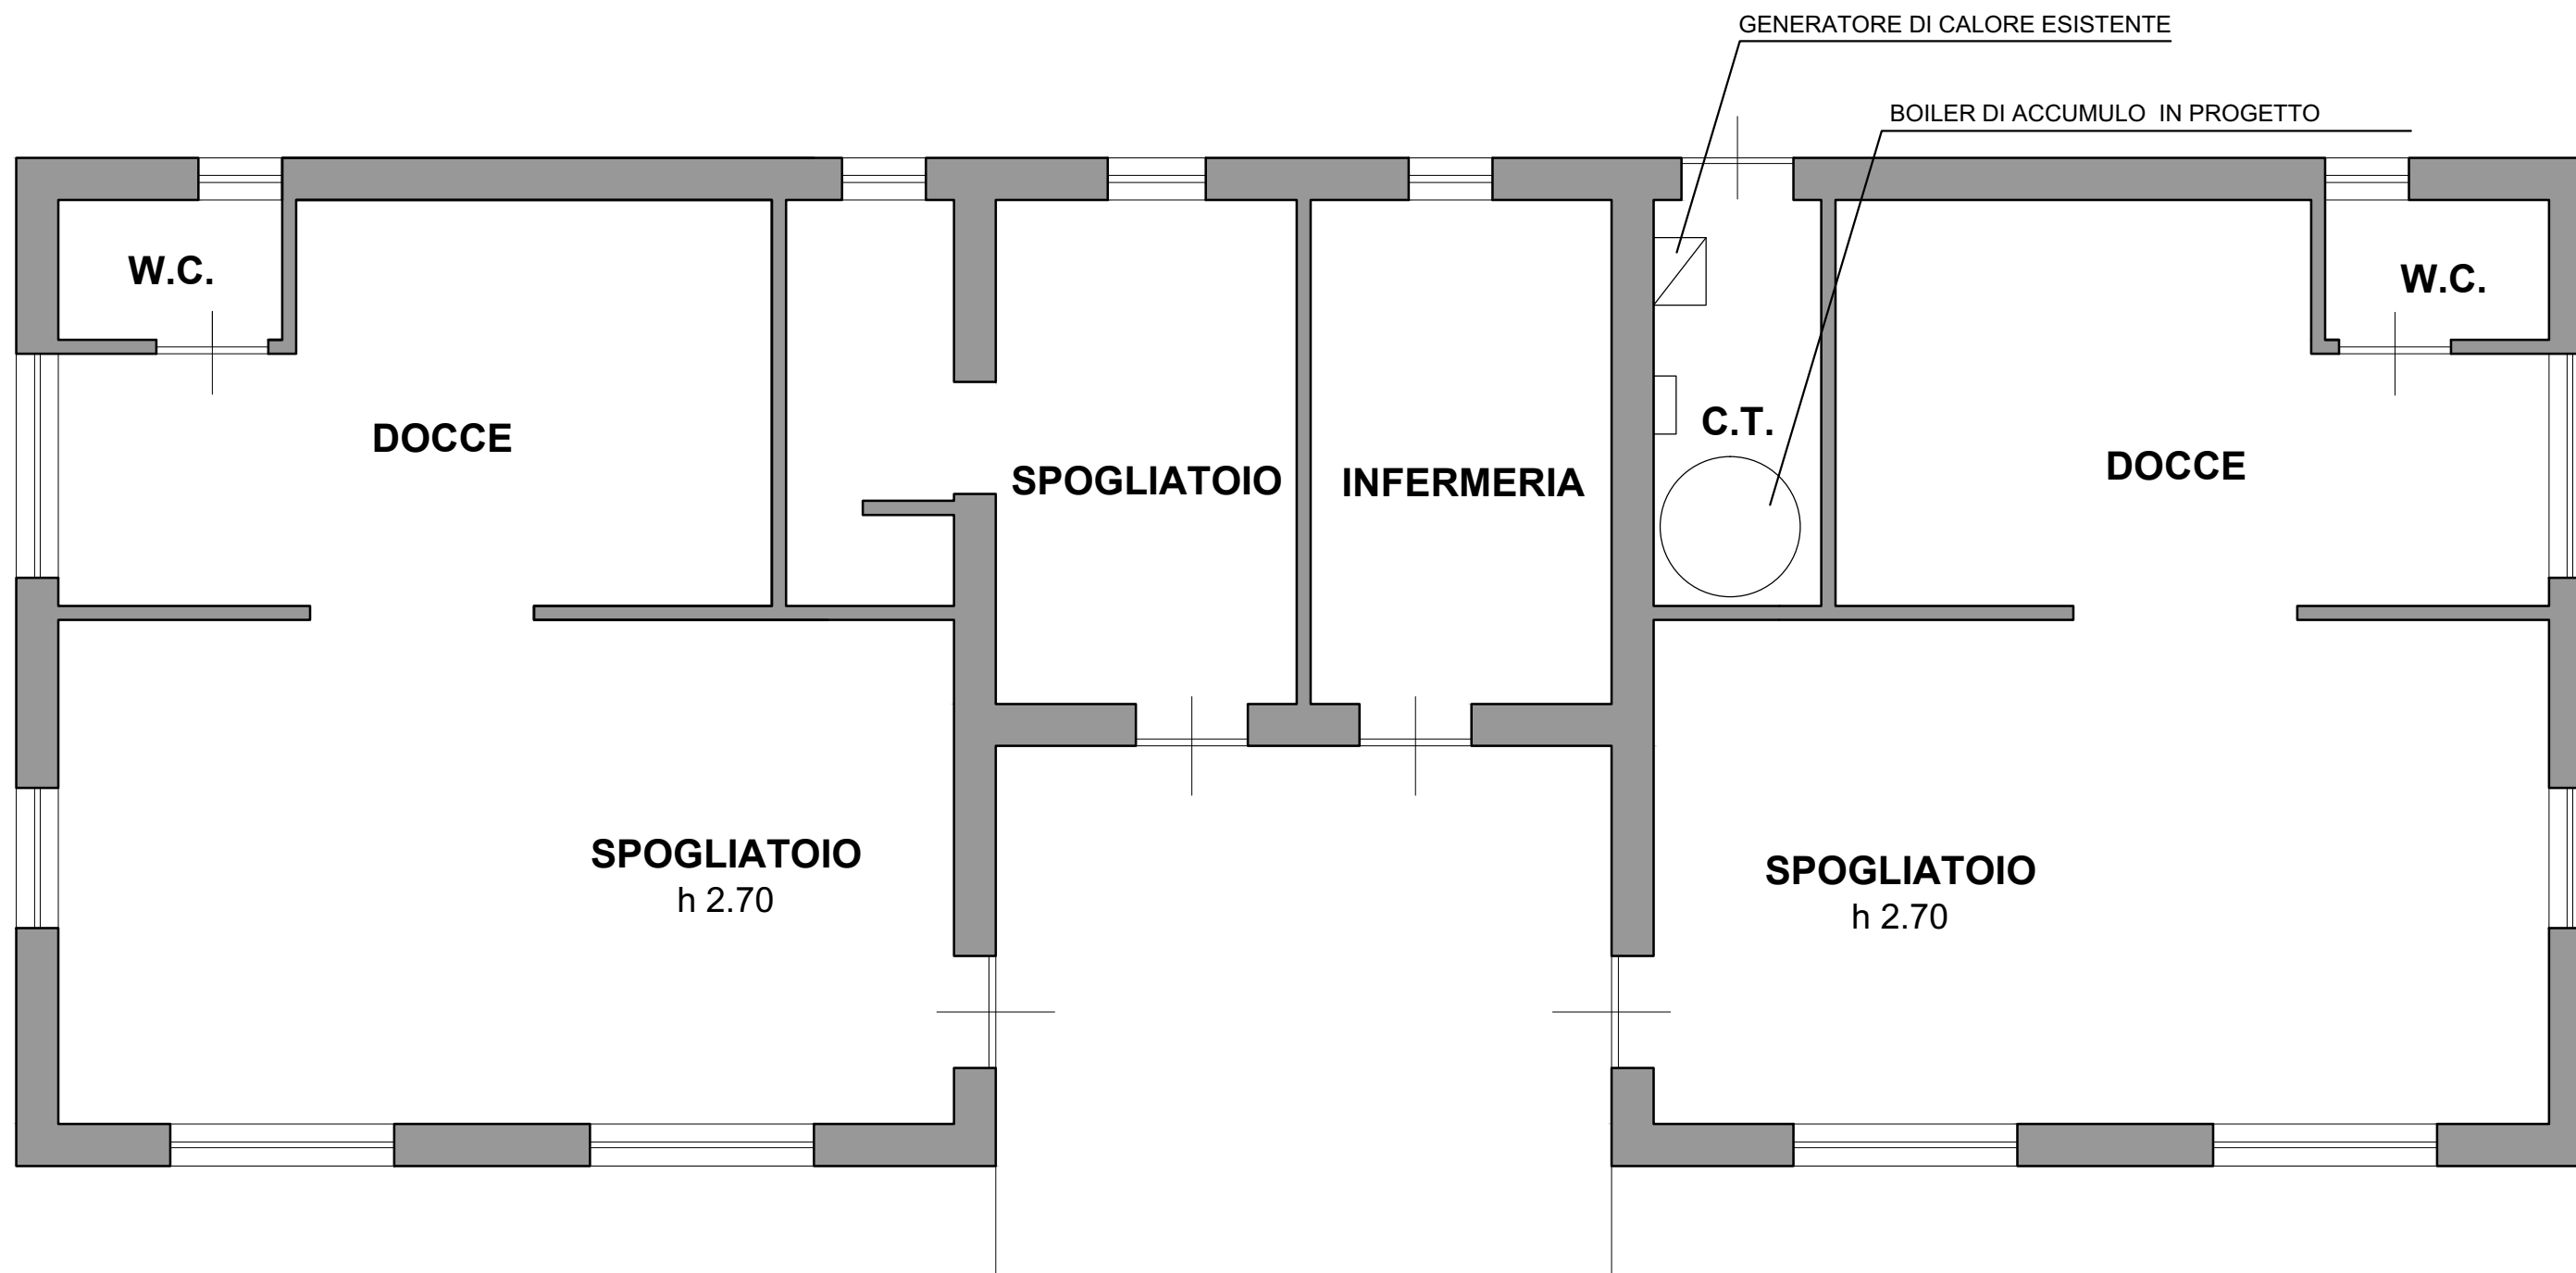 GENERATORE DI CALORE ESISTENTE
BOILER DI ACCUMULO IN PROGETTO
W.C.
W.C.
DOCCE
C.T.
DOCCE
SPOGLIATOIO
INFERMERIA
SPOGLIATOIO
h 2.70
SPOGLIATOIO
h 2.70